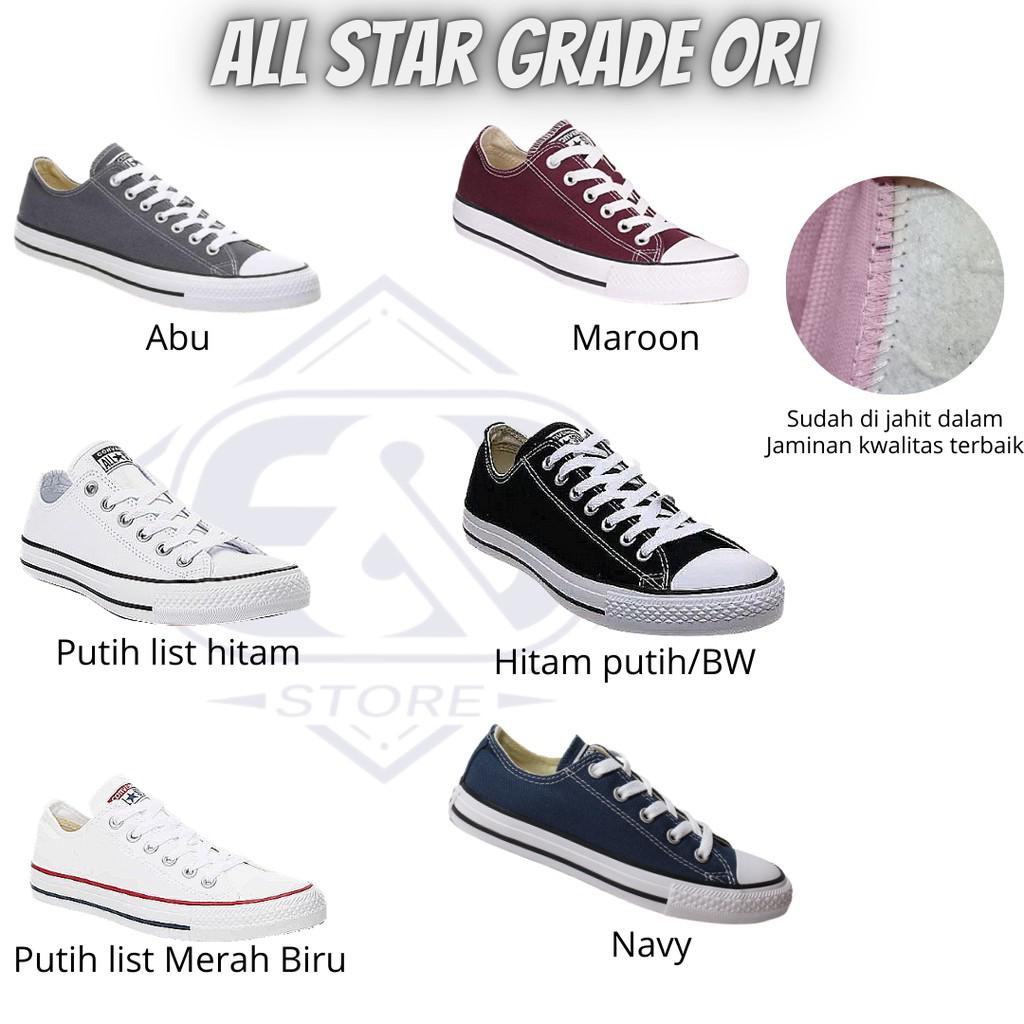 ALL STAR GRADE ORI
Abu
Maroon
Sudah di jahit dalam
Jaminan kwalitas terbaik
Putih list hitam
Hitam putih/BW
STORE
Putih list Merah Biru
Navy